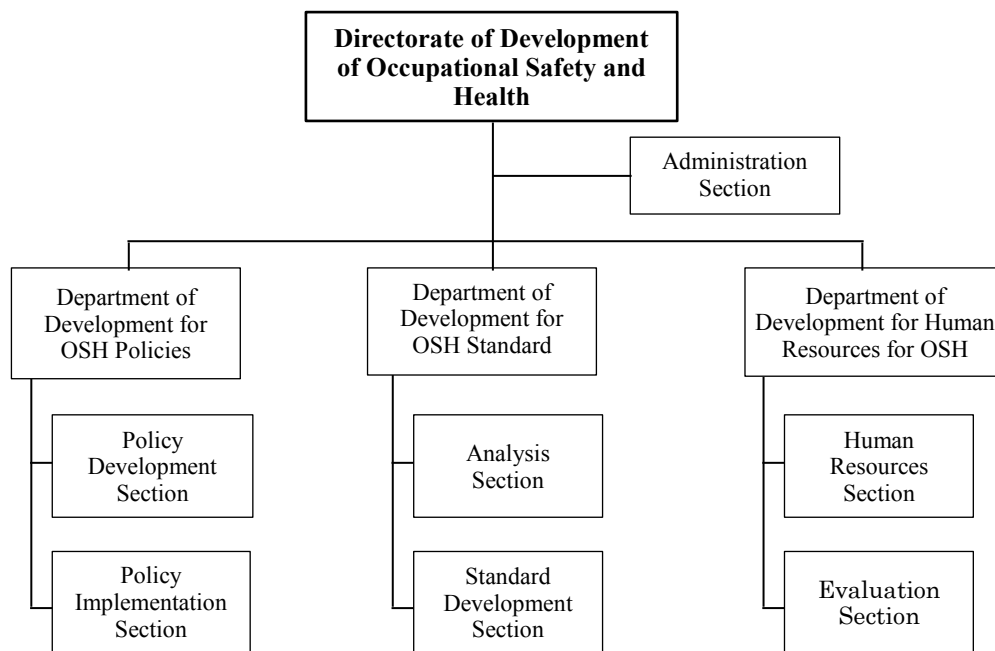 Directorate of Development
of Occupational Safety and
Health
Administration
Section
Department of
Development for
OSH Policies
Department of
Development for
OSH Standard
Department of
Development for Human
Resources for OSH
Policy
Development
Section
Analysis
Section
Human
Resources
Section
Policy
Implementation
Section
Standard
Development
Section
Evaluation
Section